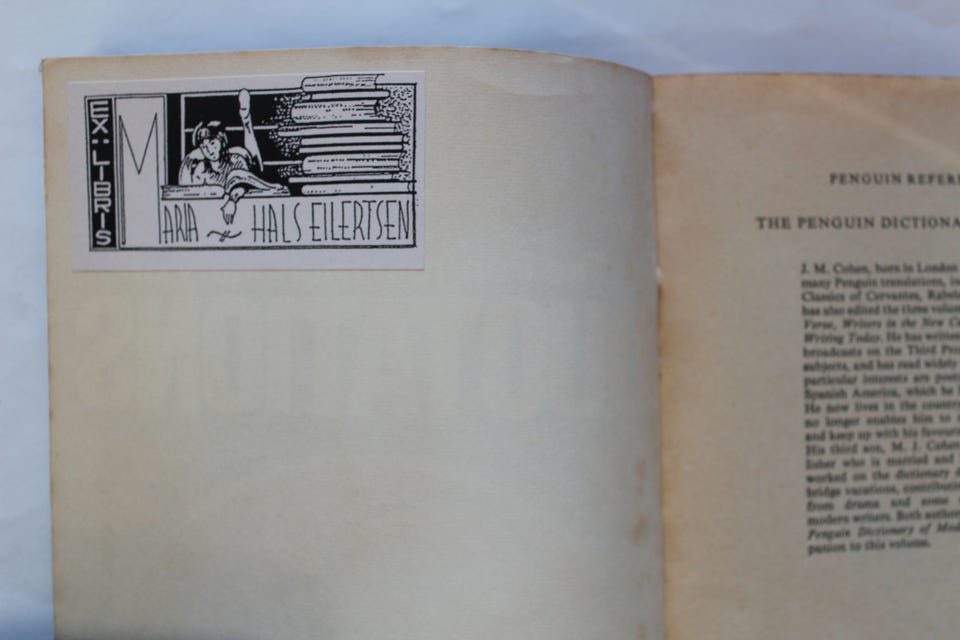 EX·LIBRIS
MARIA ~ HALS EILERTSEN
PENGUIN REFERE
THE PENGUIN DICTIONA
J. M. Cohen, born in London
many Penguin translations, in
Classics of Cervantes, Rabel
has also edited the three volum
Verse, Writers in the New C
Writing Today. He has written
broadcasts on the Third Pro
subjects, and has read widely
particular interests are poet
Spanish America, which he
He now lives in the country
no longer enables him to
and keep up with his favour
His third son, M. J. Cohen
lisher who is married and
worked on the dictionary d
bridge vacations, contribut
from drama and some
modern writers. Both author
Penguin Dictionary of Mod
panion to this volume.